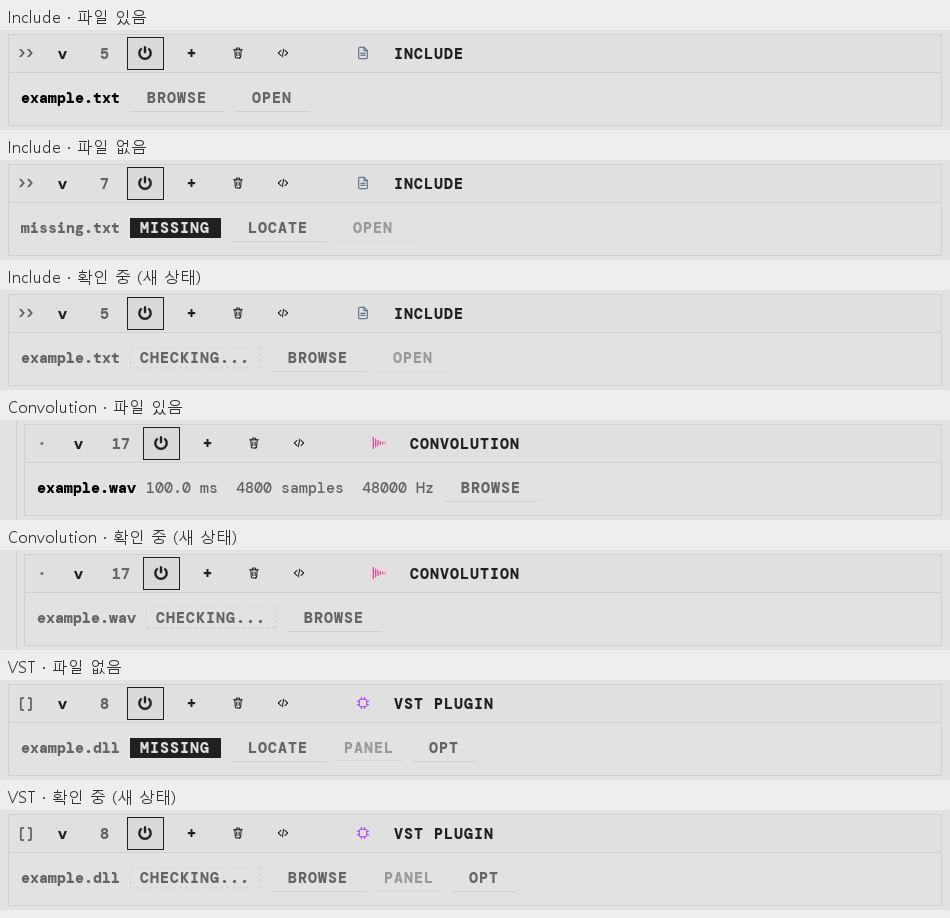 Include · 파일 있음
›› v 5 + </> INCLUDE
example.txt BROWSE OPEN
Include · 파일 없음
›› v 7 + </> INCLUDE
missing.txt MISSING LOCATE OPEN
Include · 확인 중 (새 상태)
›› v 5 + </> INCLUDE
example.txt CHECKING... BROWSE OPEN
Convolution · 파일 있음
· v 17 + </> CONVOLUTION
example.wav 100.0 ms 4800 samples 48000 Hz BROWSE
Convolution · 확인 중 (새 상태)
· v 17 + </> CONVOLUTION
example.wav CHECKING... BROWSE
VST · 파일 없음
[] v 8 + </> VST PLUGIN
example.dll MISSING LOCATE PANEL OPT
VST · 확인 중 (새 상태)
[] v 8 + </> VST PLUGIN
example.dll CHECKING... BROWSE PANEL OPT